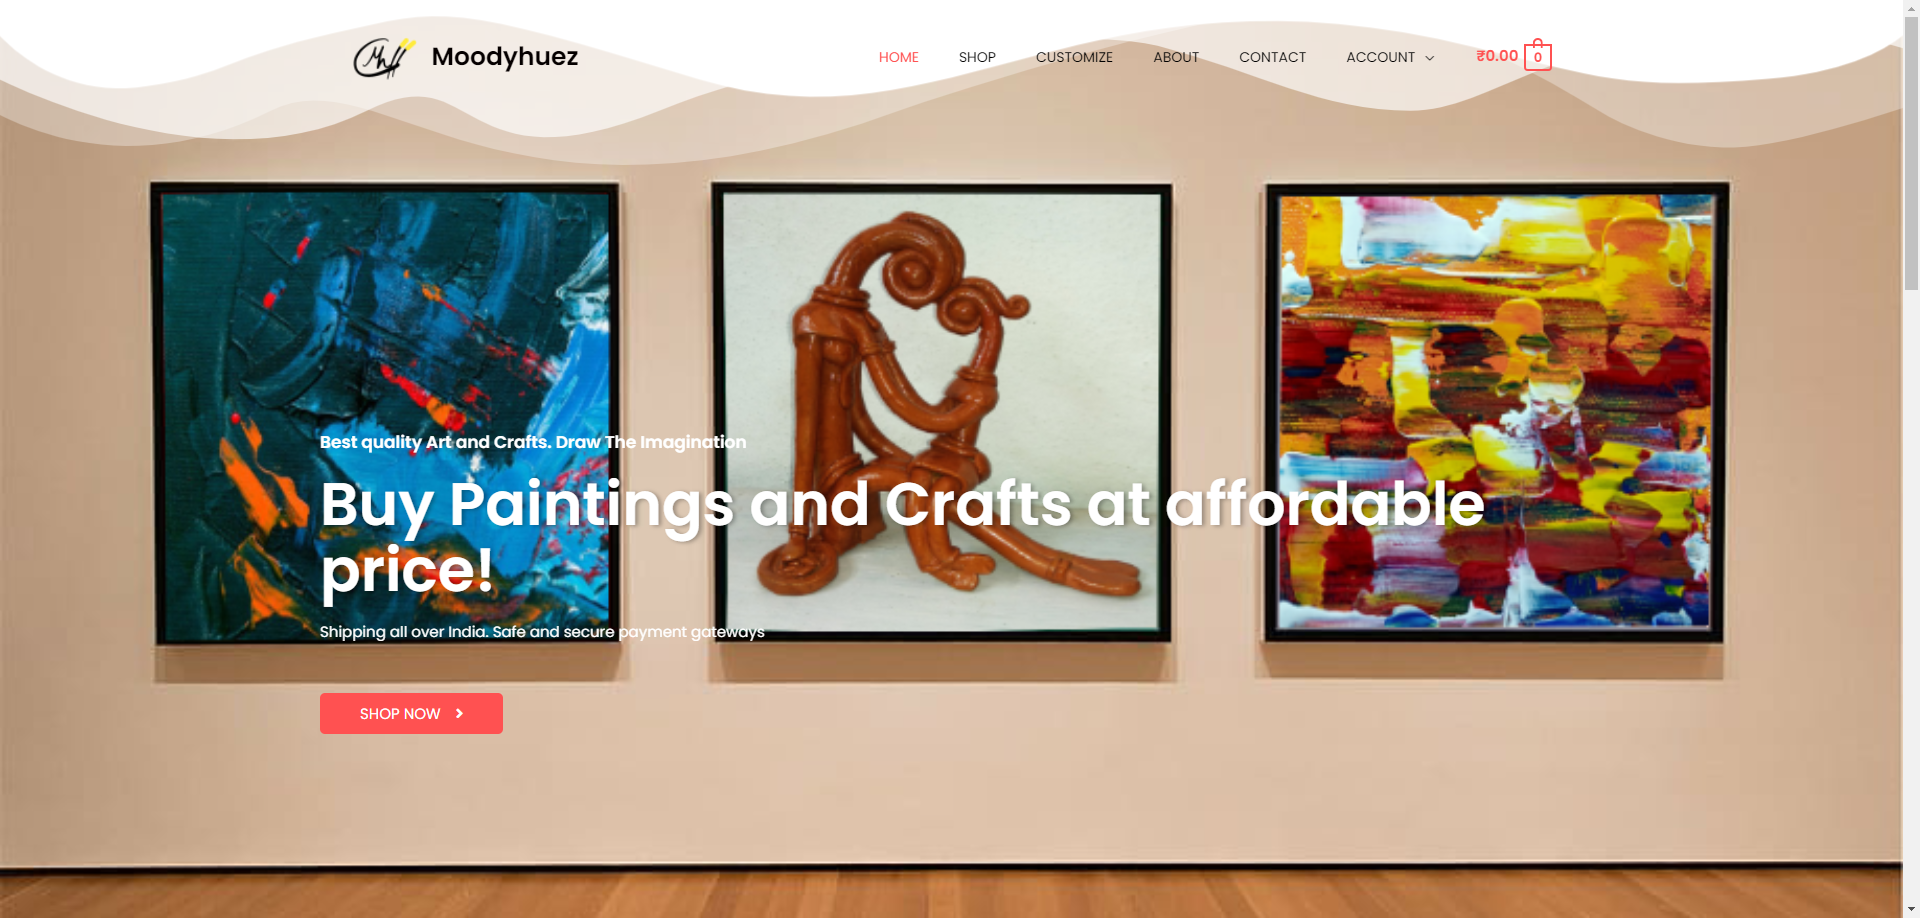 Moodyhuez
HOME SHOP CUSTOMIZE ABOUT CONTACT ACCOUNT ₹0.00 0
Best quality Art and Crafts. Draw The Imagination
Buy Paintings and Crafts at affordable
price!
Shipping all over India. Safe and secure payment gateways
SHOP NOW